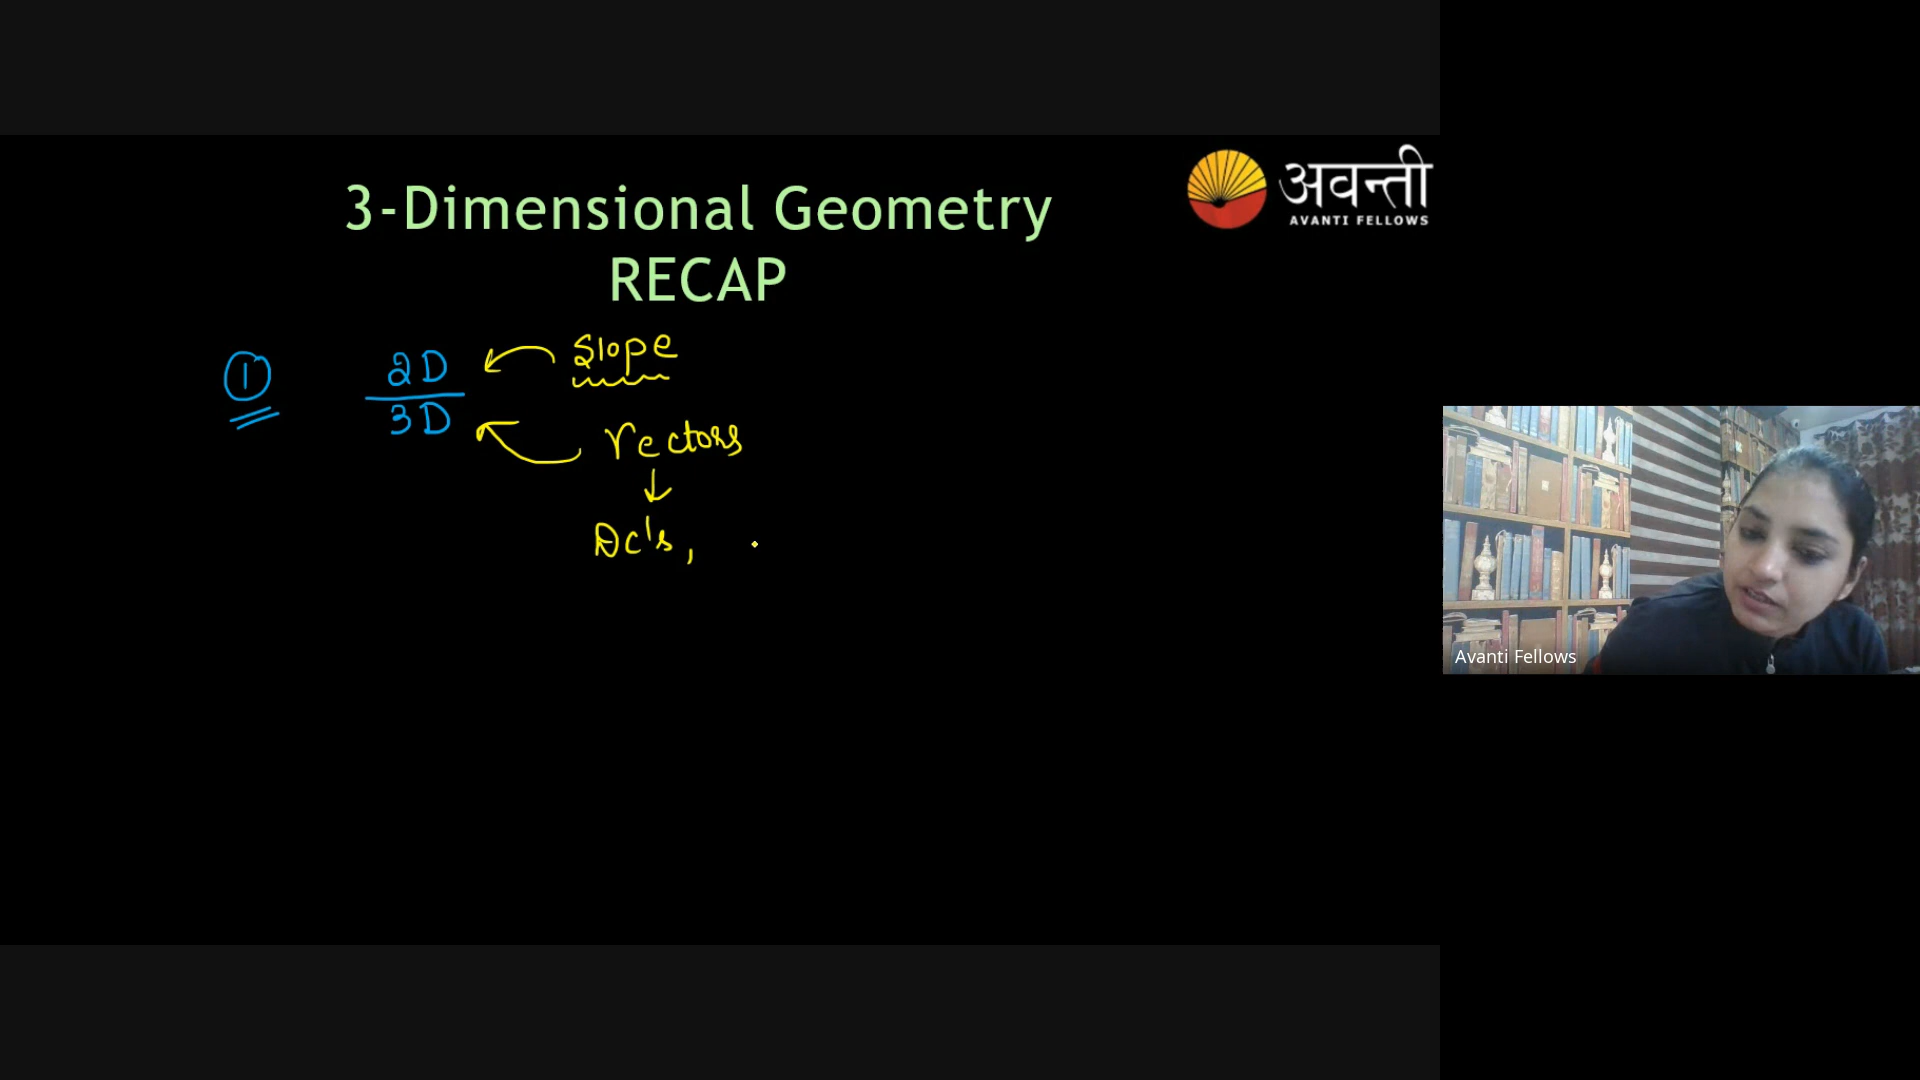 3-Dimensional Geometry
RECAP
अवन्ती
AVANTI FELLOWS
① 2D Slope
3D Vectors
↓
Dc's,
Avanti Fellows